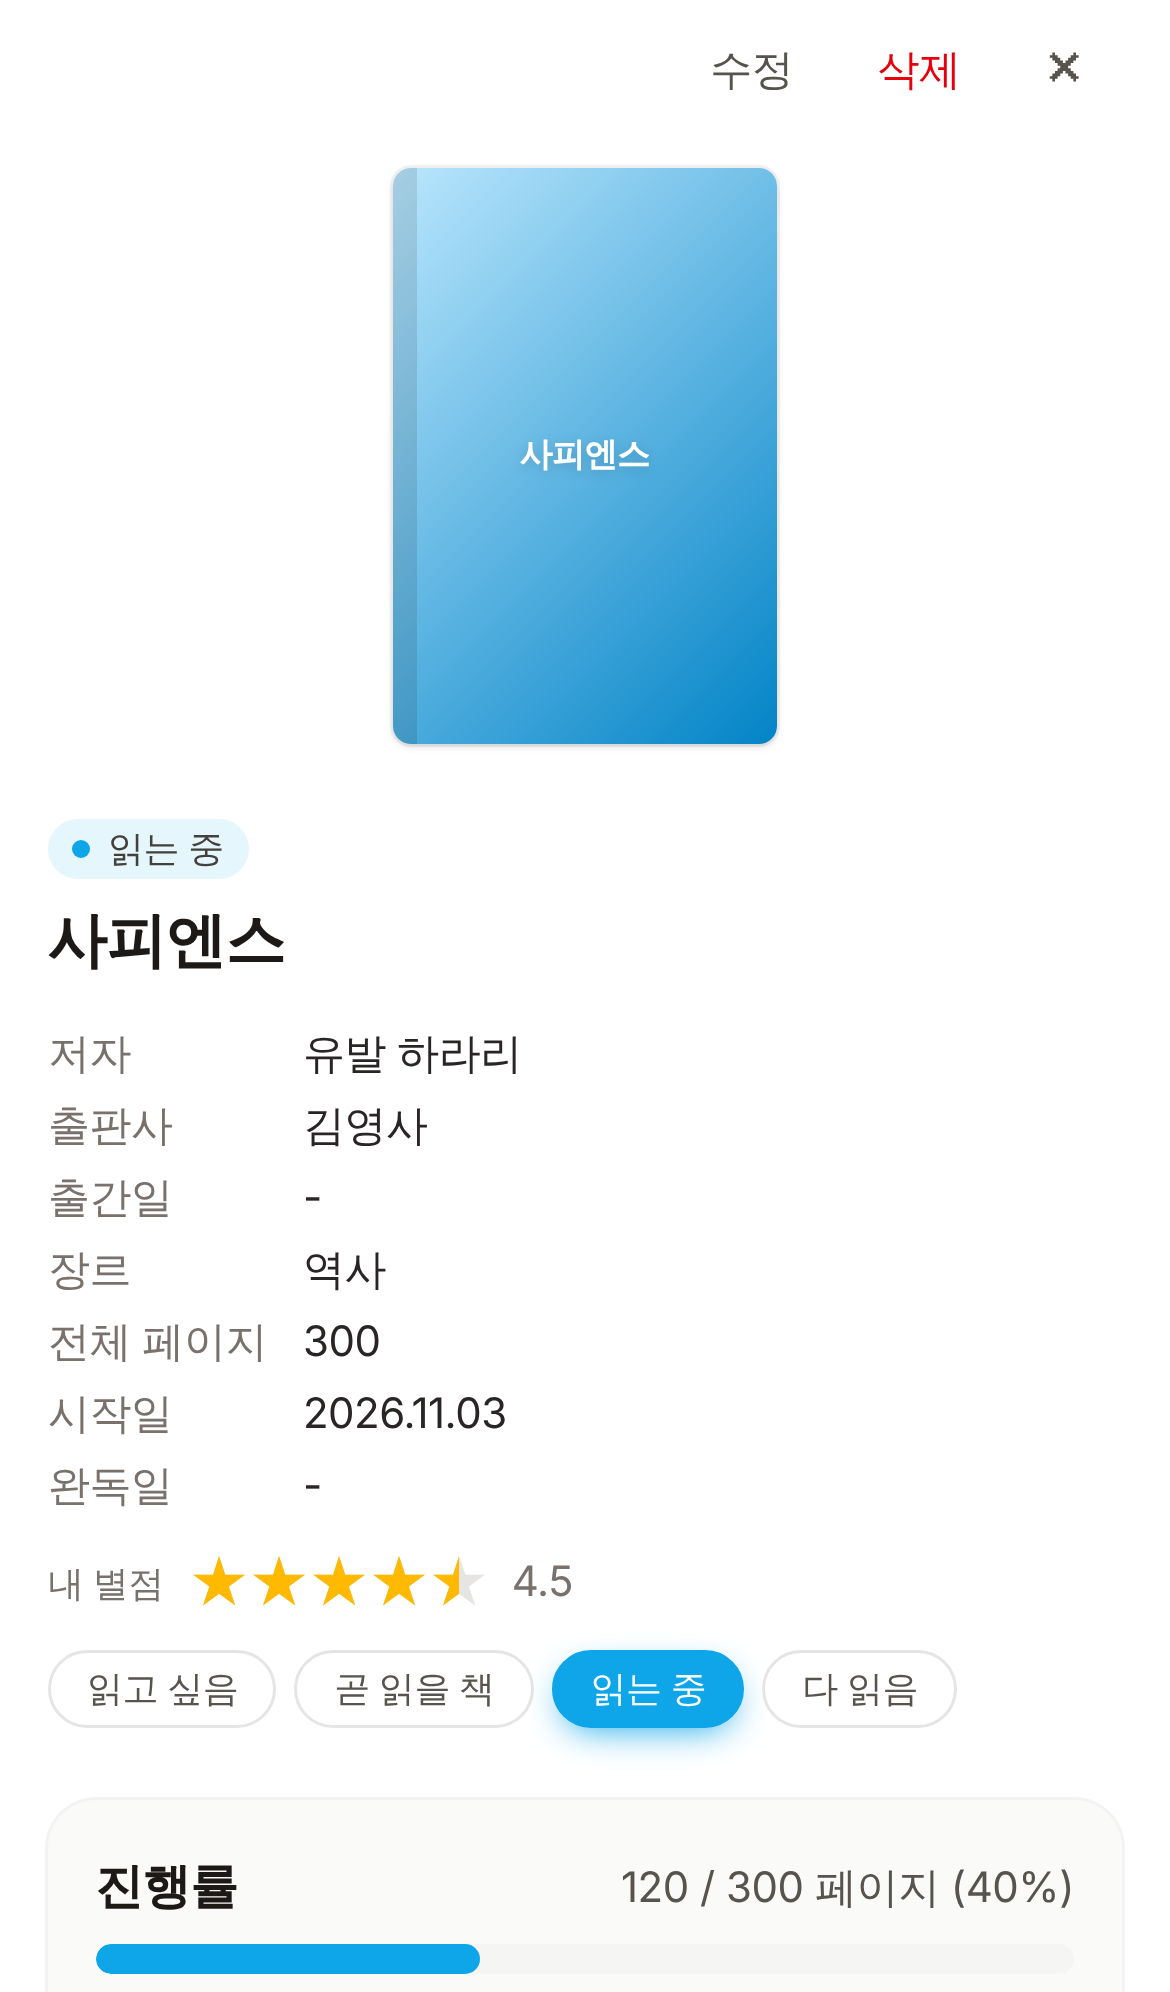 수정 삭제 ✕
사피엔스
읽는 중
사피엔스
저자 유발 하라리
출판사 김영사
출간일 -
장르 역사
전체 페이지 300
시작일 2026.11.03
완독일 -
내 별점 ★★★★★ 4.5
읽고 싶음 곧 읽을 책 읽는 중 다 읽음
진행률 120 / 300 페이지 (40%)